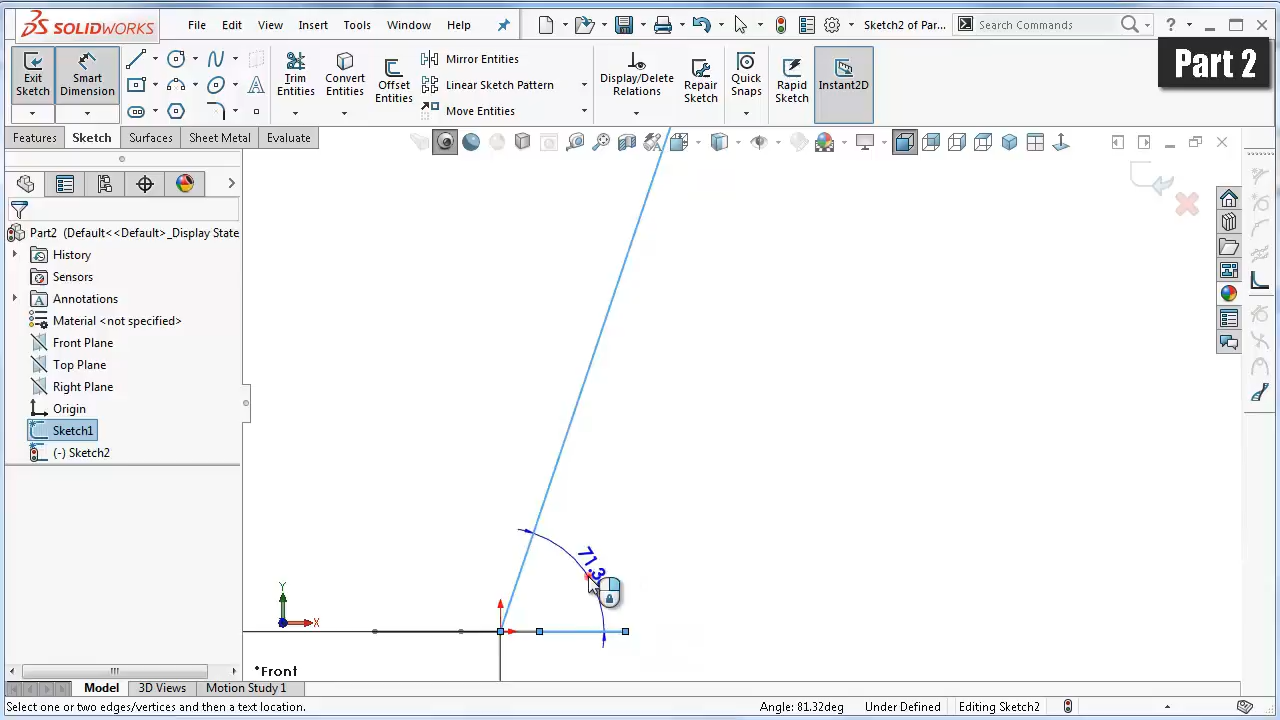 SOLIDWORKS File Edit View Insert Tools Window Help Sketch2 of Par... Search Commands ?
Part 2
Exit Sketch Smart Dimension Trim Entities Convert Entities Offset Entities Mirror Entities Linear Sketch Pattern Move Entities Display/Delete Relations Repair Sketch Quick Snaps Rapid Sketch Instant2D
Features Sketch Surfaces Sheet Metal Evaluate
Part2 (Default<<Default>_Display State
History
Sensors
Annotations
Material <not specified>
Front Plane
Top Plane
Right Plane
Origin
Sketch1
(-) Sketch2
71.3
Y
X
*Front
Model 3D Views Motion Study 1
Select one or two edges/vertices and then a text location. Angle: 81.32deg Under Defined Editing Sketch2